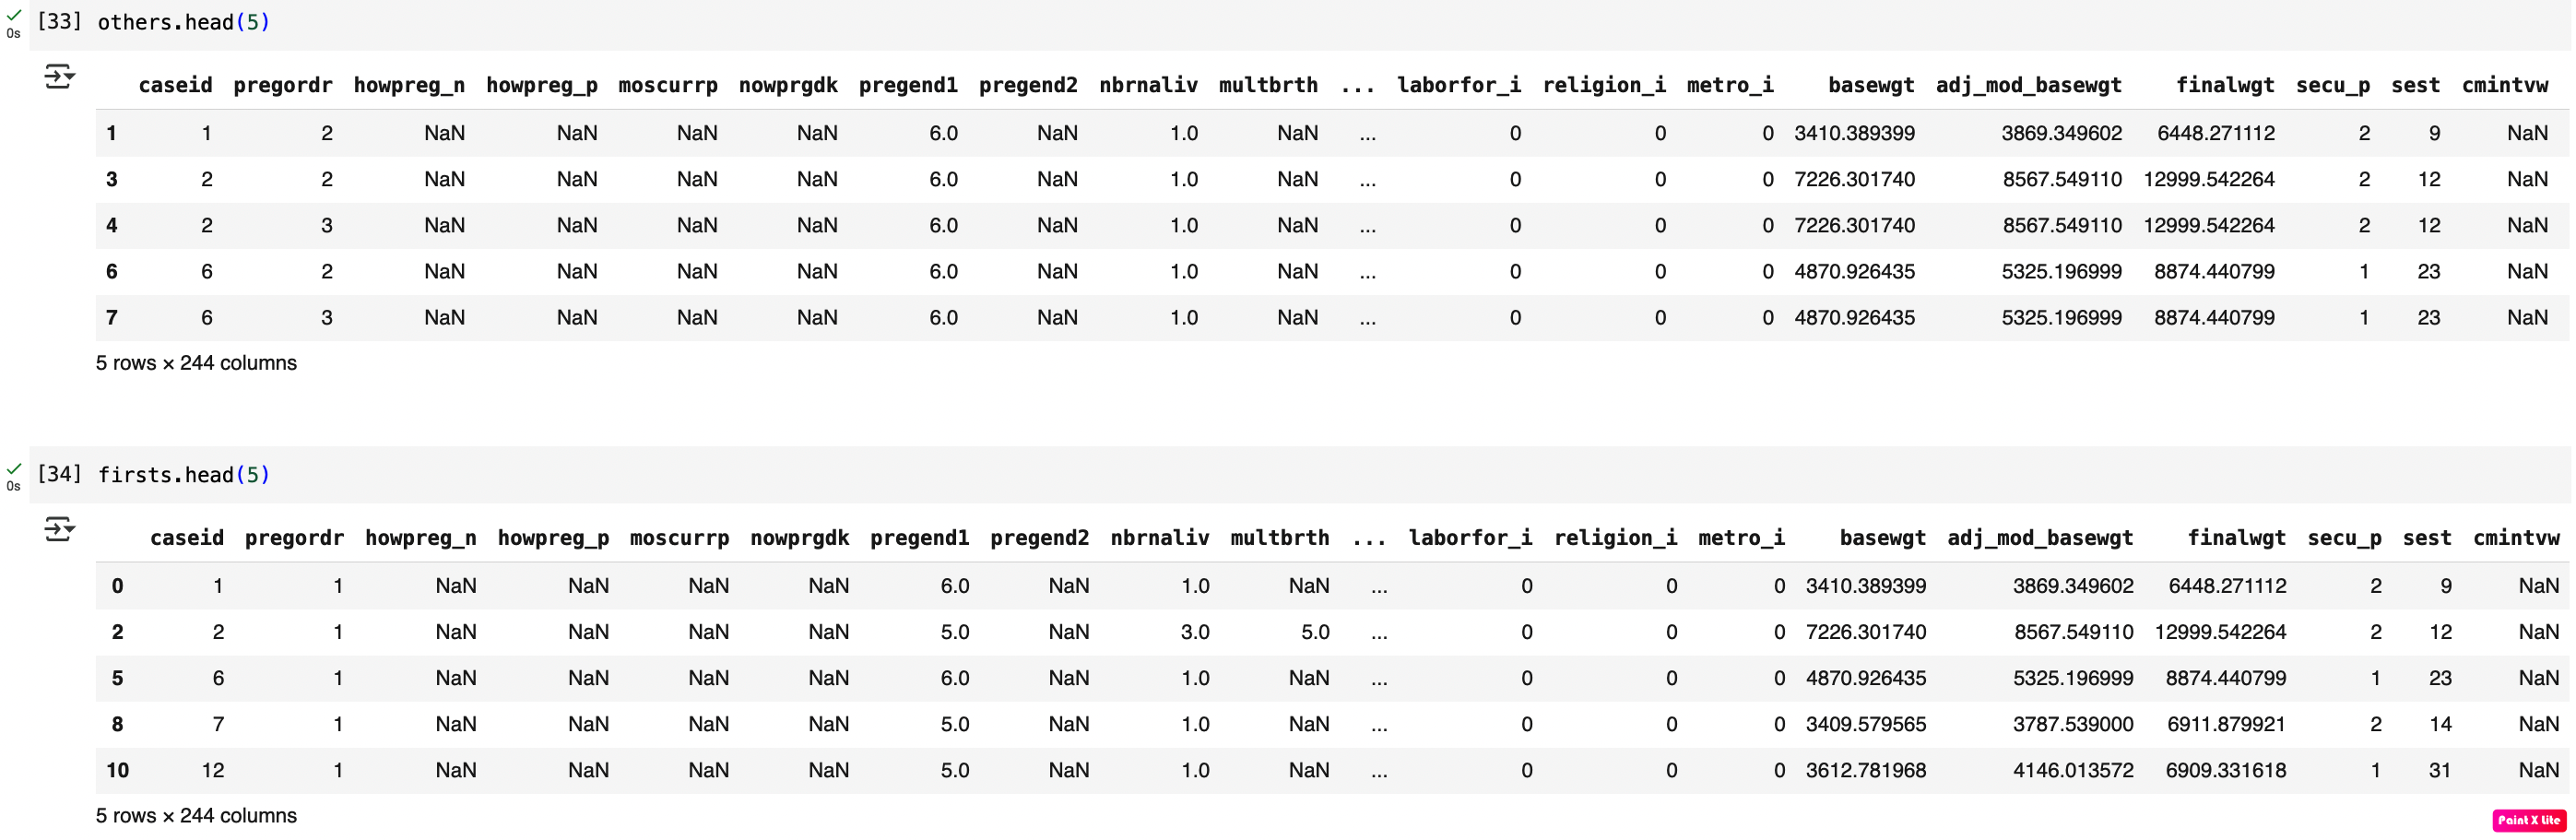 [33] others.head(5)
0s
caseid pregordr howpreg_n howpreg_p moscurrp nowprgdk pregend1 pregend2 nbrnaliv multbrth ... laborfor_i religion_i metro_i basewgt adj_mod_basewgt finalwgt secu_p sest cmintvw
1 1 2 NaN NaN NaN NaN 6.0 NaN 1.0 NaN ... 0 0 0 3410.389399 3869.349602 6448.271112 2 9 NaN
3 2 2 NaN NaN NaN NaN 6.0 NaN 1.0 NaN ... 0 0 0 7226.301740 8567.549110 12999.542264 2 12 NaN
4 2 3 NaN NaN NaN NaN 6.0 NaN 1.0 NaN ... 0 0 0 7226.301740 8567.549110 12999.542264 2 12 NaN
6 6 2 NaN NaN NaN NaN 6.0 NaN 1.0 NaN ... 0 0 0 4870.926435 5325.196999 8874.440799 1 23 NaN
7 6 3 NaN NaN NaN NaN 6.0 NaN 1.0 NaN ... 0 0 0 4870.926435 5325.196999 8874.440799 1 23 NaN
5 rows × 244 columns
[34] firsts.head(5)
0s
caseid pregordr howpreg_n howpreg_p moscurrp nowprgdk pregend1 pregend2 nbrnaliv multbrth ... laborfor_i religion_i metro_i basewgt adj_mod_basewgt finalwgt secu_p sest cmintvw
0 1 1 NaN NaN NaN NaN 6.0 NaN 1.0 NaN ... 0 0 0 3410.389399 3869.349602 6448.271112 2 9 NaN
2 2 1 NaN NaN NaN NaN 5.0 NaN 3.0 5.0 ... 0 0 0 7226.301740 8567.549110 12999.542264 2 12 NaN
5 6 1 NaN NaN NaN NaN 6.0 NaN 1.0 NaN ... 0 0 0 4870.926435 5325.196999 8874.440799 1 23 NaN
8 7 1 NaN NaN NaN NaN 5.0 NaN 1.0 NaN ... 0 0 0 3409.579565 3787.539000 6911.879921 2 14 NaN
10 12 1 NaN NaN NaN NaN 5.0 NaN 1.0 NaN ... 0 0 0 3612.781968 4146.013572 6909.331618 1 31 NaN
5 rows × 244 columns
Paint X Lite